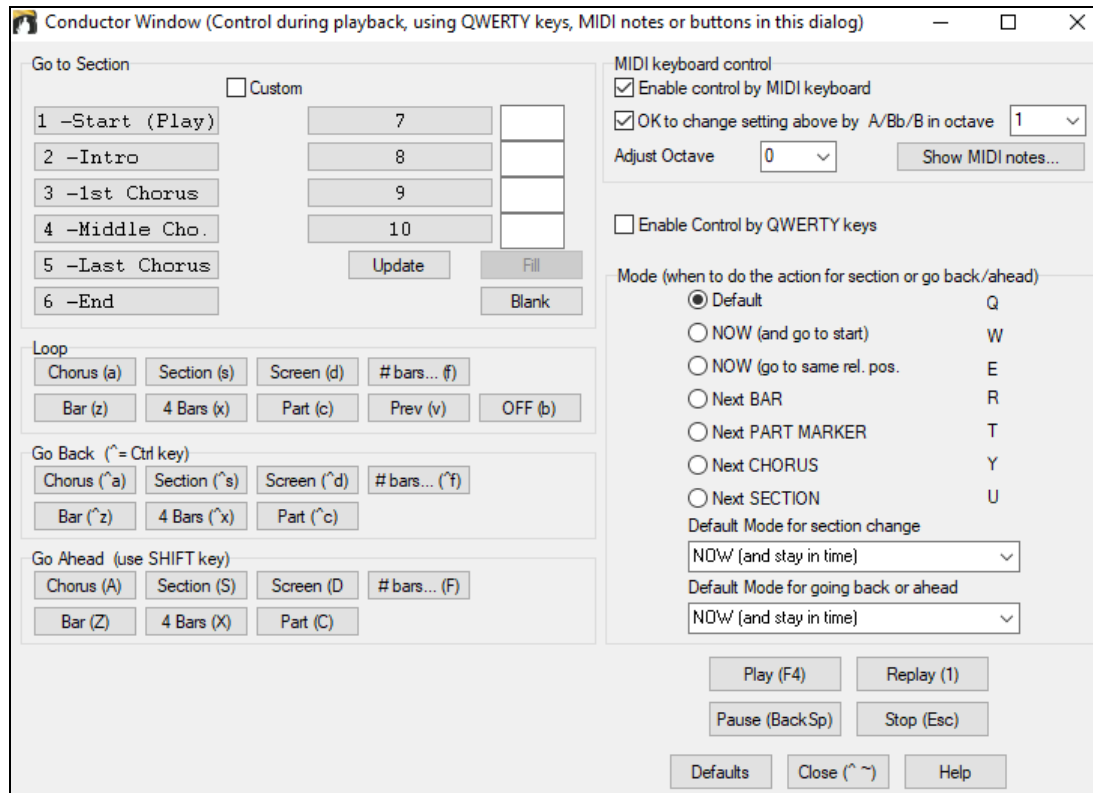 Conductor Window (Control during playback, using QWERTY keys, MIDI notes or buttons in this dialog)
Go to Section
Custom
1 -Start (Play) 7
2 -Intro 8
3 -1st Chorus 9
4 -Middle Cho. 10
5 -Last Chorus Update Fill
6 -End Blank
Loop
Chorus (a) Section (s) Screen (d) # bars... (f)
Bar (z) 4 Bars (x) Part (c) Prev (v) OFF (b)
Go Back (^= Ctrl key)
Chorus (^a) Section (^s) Screen (^d) # bars... (^f)
Bar (^z) 4 Bars (^x) Part (^c)
Go Ahead (use SHIFT key)
Chorus (A) Section (S) Screen (D # bars... (F)
Bar (Z) 4 Bars (X) Part (C)
MIDI keyboard control
Enable control by MIDI keyboard
OK to change setting above by A/Bb/B in octave 1
Adjust Octave 0 Show MIDI notes...
Enable Control by QWERTY keys
Mode (when to do the action for section or go back/ahead)
Default Q
NOW (and go to start) W
NOW (go to same rel. pos. E
Next BAR R
Next PART MARKER T
Next CHORUS Y
Next SECTION U
Default Mode for section change
NOW (and stay in time)
Default Mode for going back or ahead
NOW (and stay in time)
Play (F4) Replay (1)
Pause (BackSp) Stop (Esc)
Defaults Close (^ ~) Help